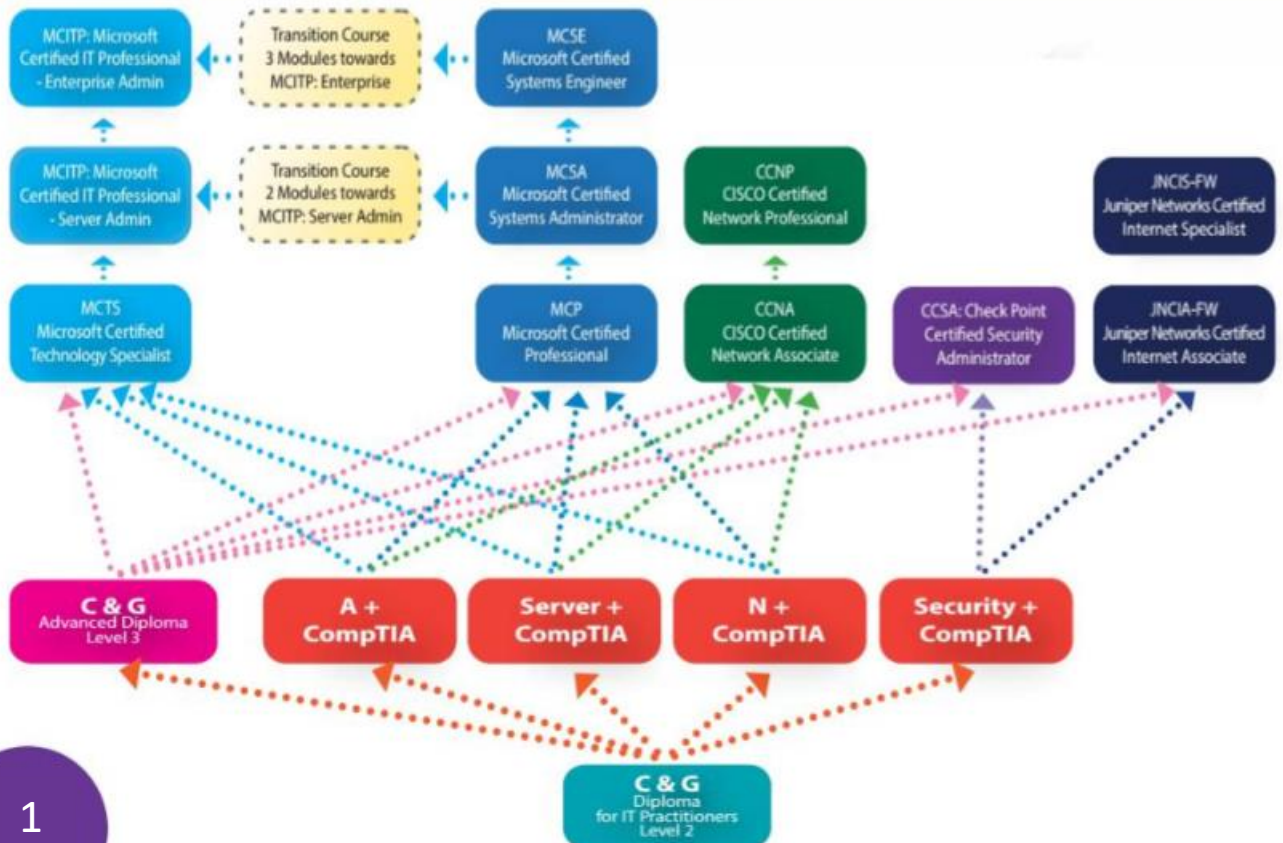 MCITP: Microsoft
Certified IT Professional
- Enterprise Admin
Transition Course
3 Modules towards
MCITP: Enterprise
MCSE
Microsoft Certified
Systems Engineer
MCITP: Microsoft
Certified IT Professional
- Server Admin
Transition Course
2 Modules towards
MCITP: Server Admin
MCSA
Microsoft Certified
Systems Administrator
CCNP
CISCO Certified
Network Professional
JNCIS-FW
Juniper Networks Certified
Internet Specialist
MCTS
Microsoft Certified
Technology Specialist
MCP
Microsoft Certified
Professional
CCNA
CISCO Certified
Network Associate
CCSA: Check Point
Certified Security
Administrator
JNCIA-FW
Juniper Networks Certified
Internet Associate
C & G
Advanced Diploma
Level 3
A +
CompTIA
Server +
CompTIA
N +
CompTIA
Security +
CompTIA
C & G
Diploma
for IT Practitioners
Level 2
1